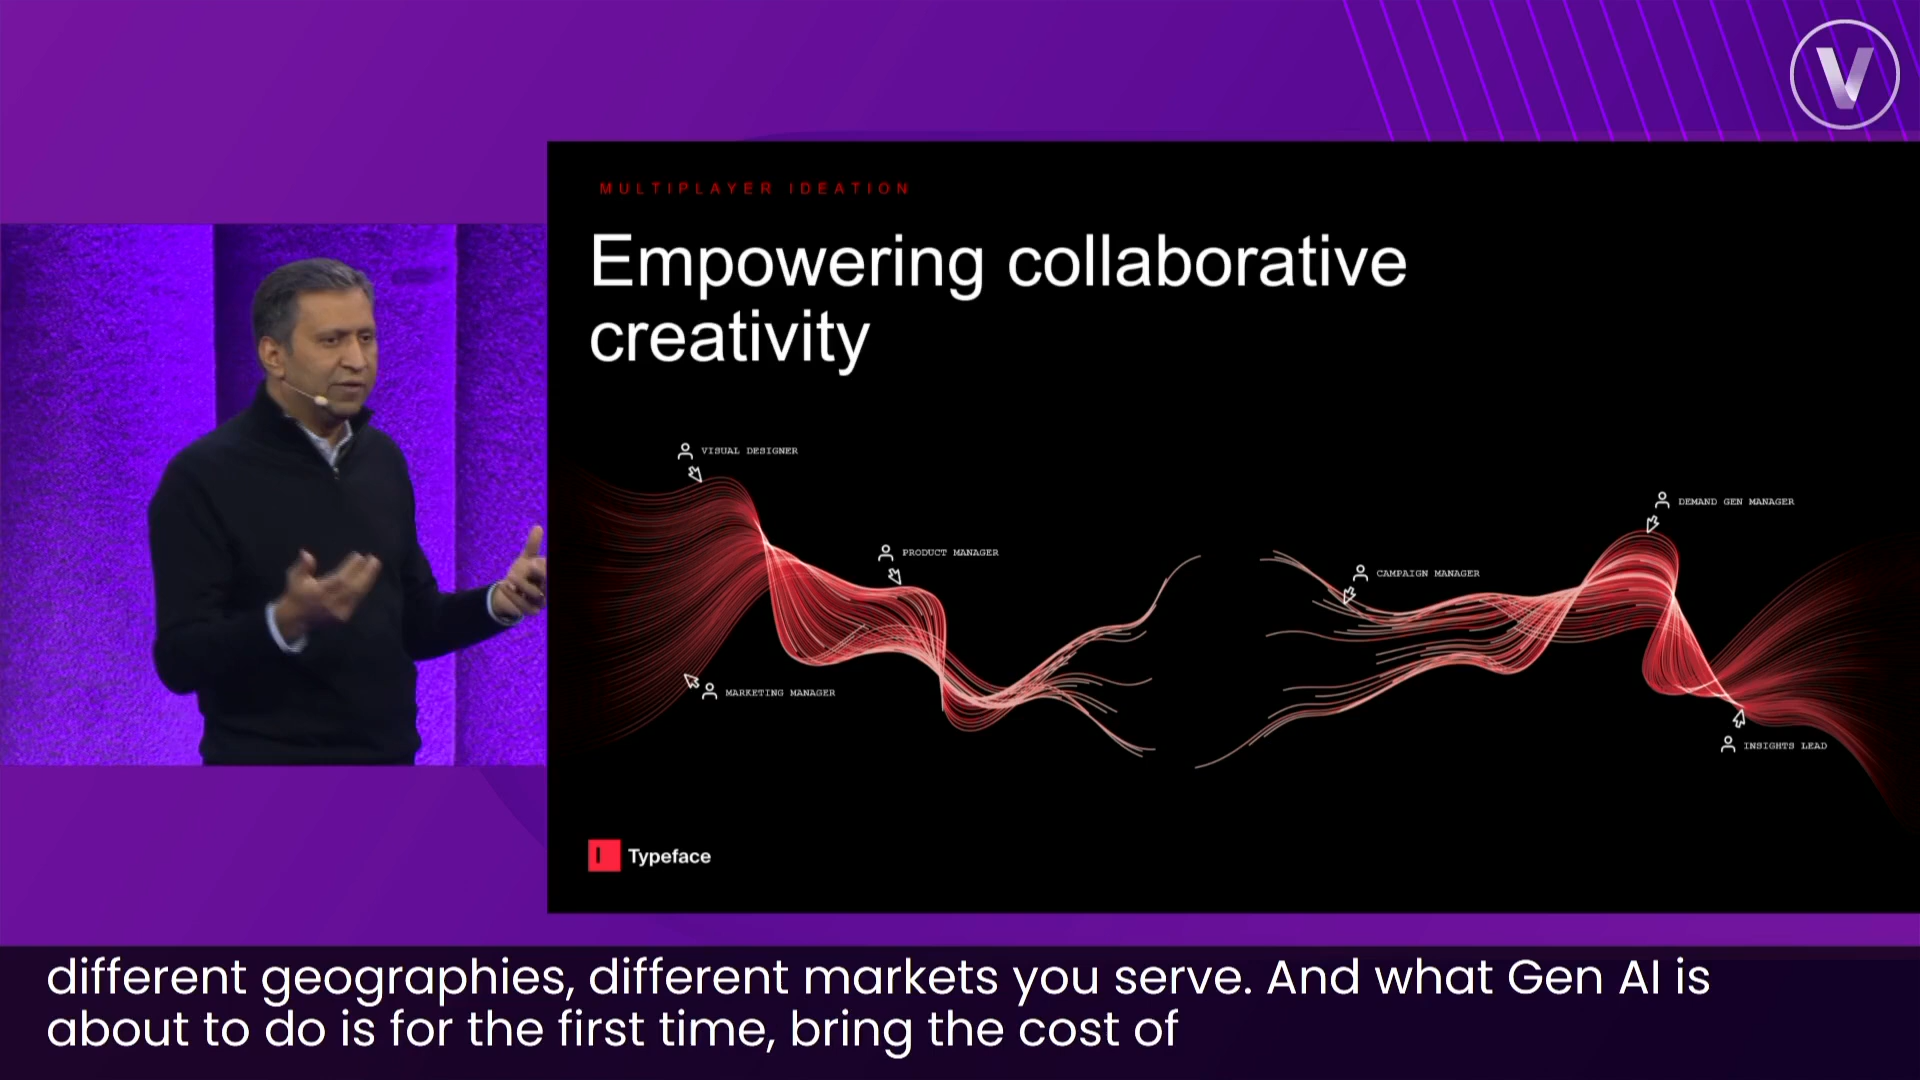 V
MULTIPLAYER IDEATION
Empowering collaborative
creativity
VISUAL DESIGNER
DEMAND GEN MANAGER
PRODUCT MANAGER
CAMPAIGN MANAGER
MARKETING MANAGER
INSIGHTS LEAD
Typeface
different geographies, different markets you serve. And what Gen AI is
about to do is for the first time, bring the cost of